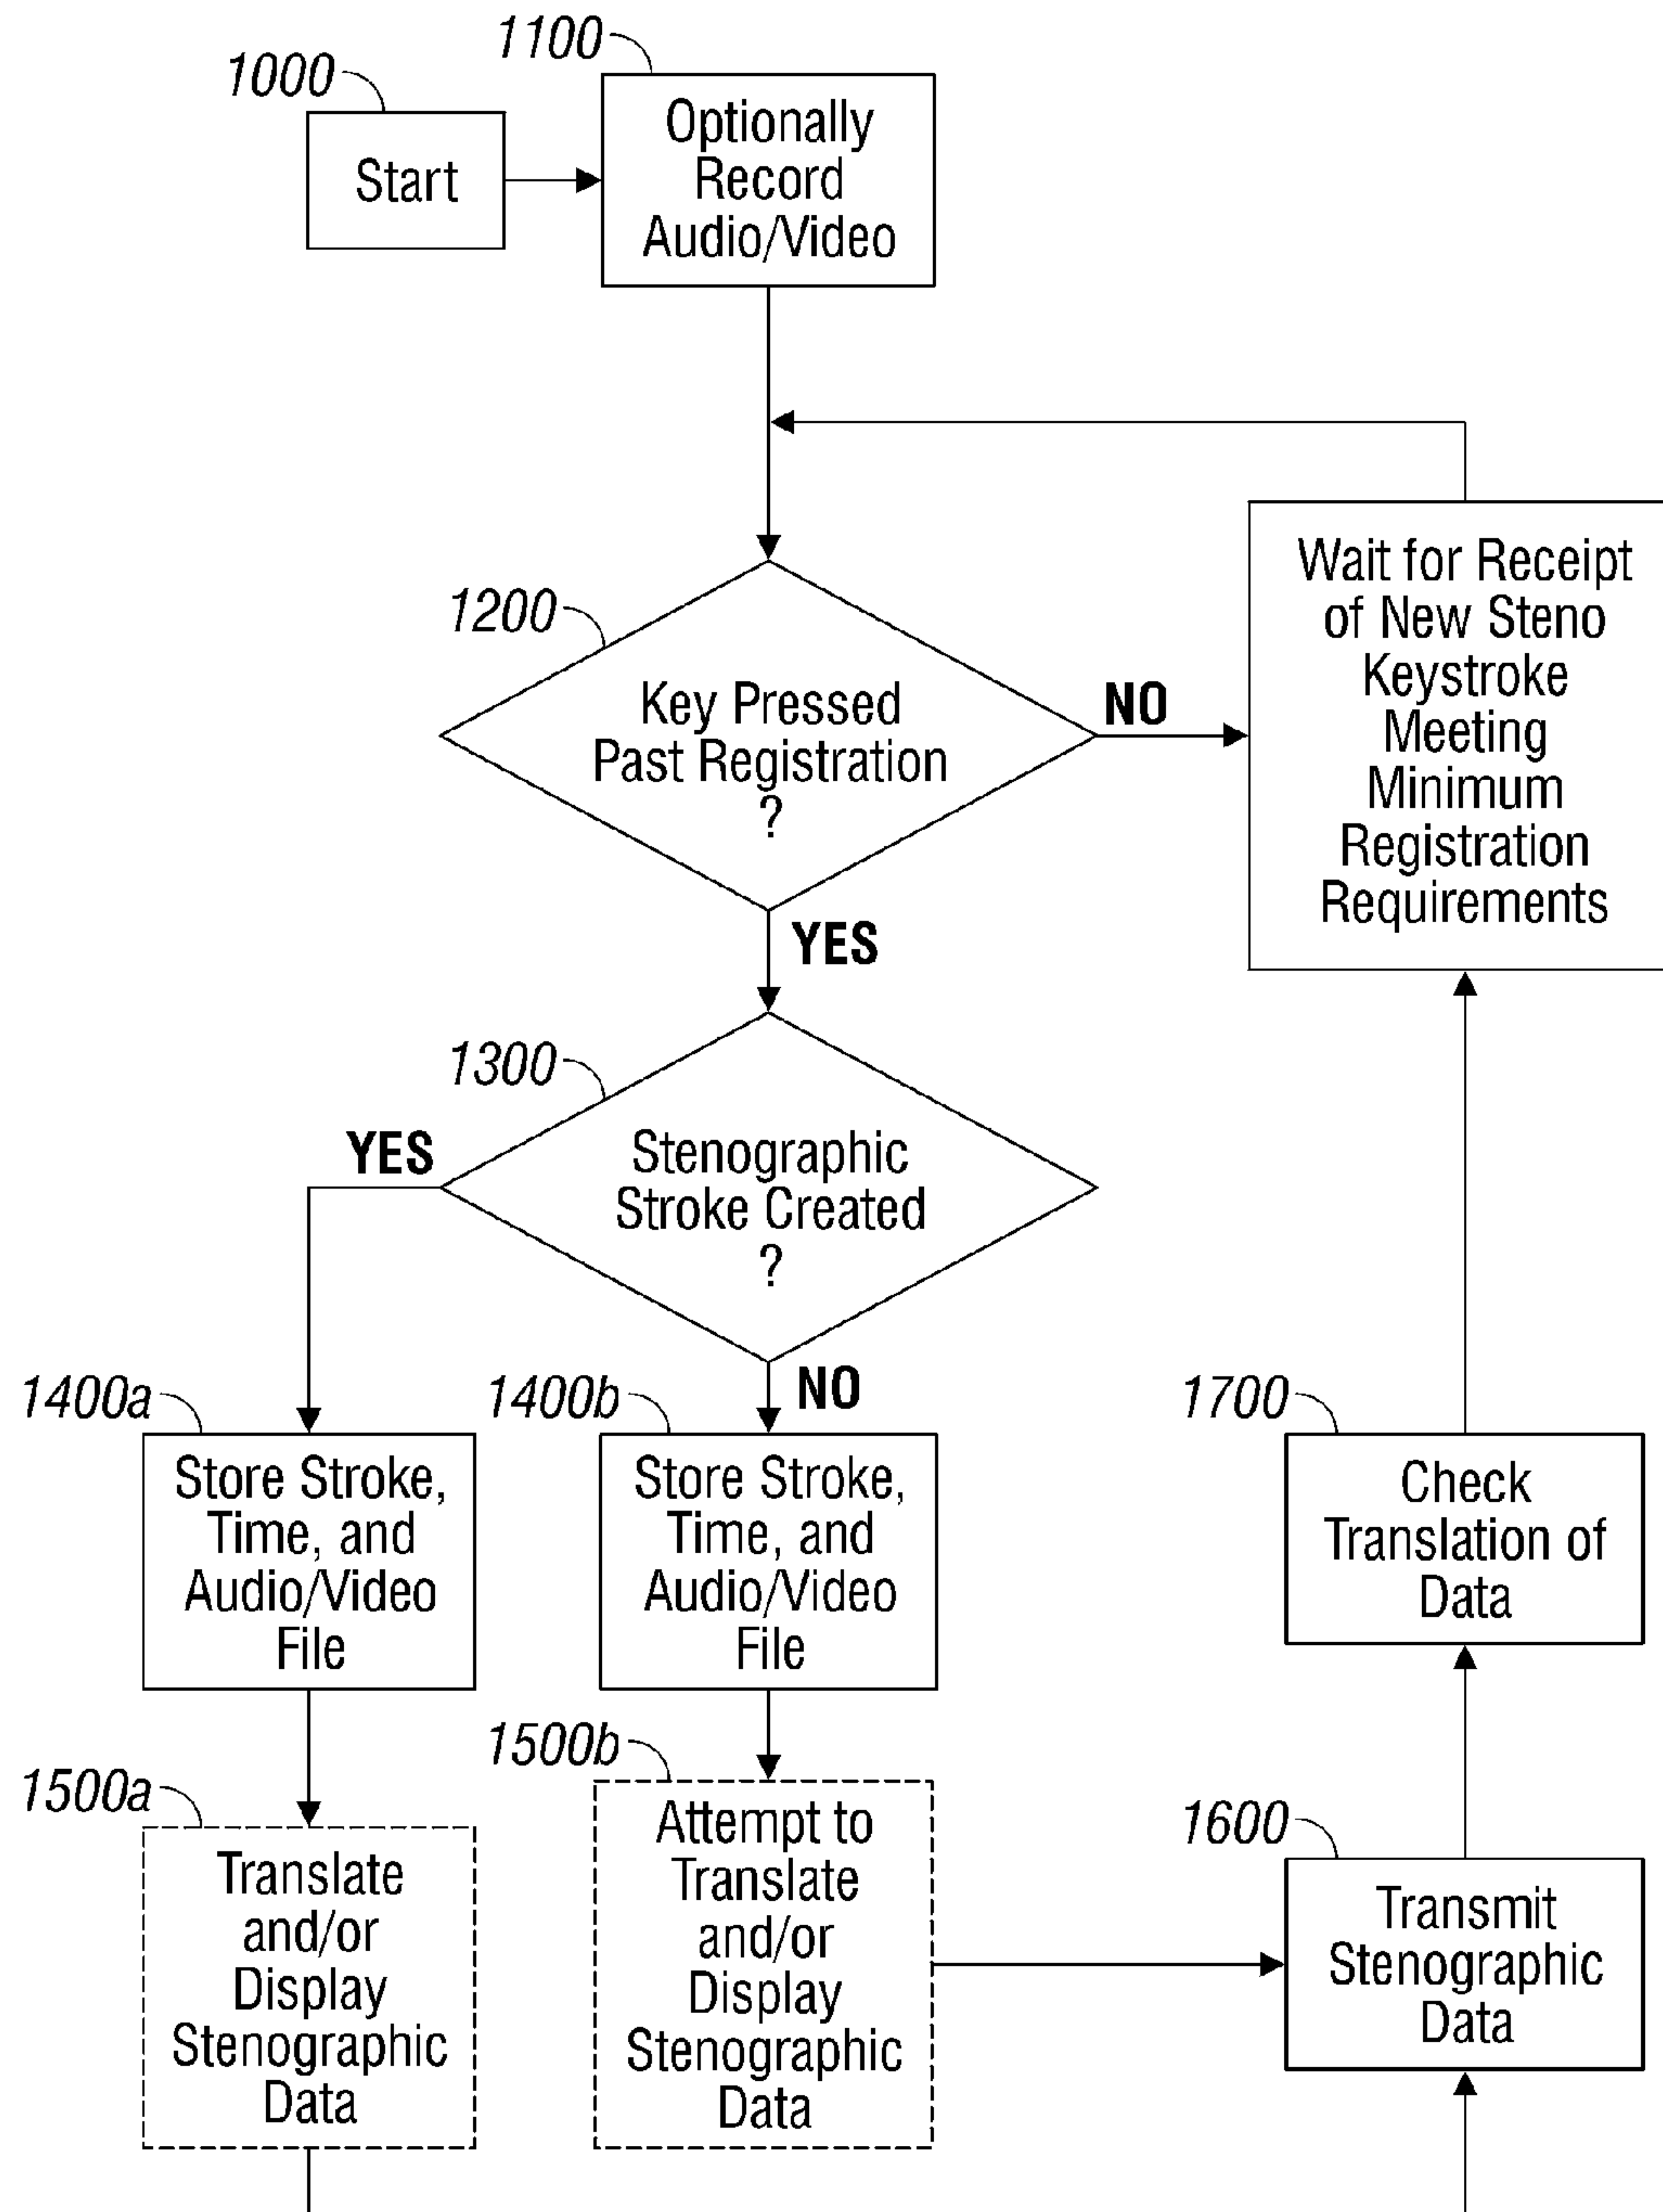 1000
Start
1100
Optionally
Record
Audio/Video
1200
Key Pressed
Past Registration
?
NO
Wait for Receipt
of New Steno
Keystroke
Meeting
Minimum
Registration
Requirements
YES
1300
Stenographic
Stroke Created
?
YES
NO
1400a
Store Stroke,
Time, and
Audio/Video
File
1400b
Store Stroke,
Time, and
Audio/Video
File
1500a
Translate
and/or
Display
Stenographic
Data
1500b
Attempt to
Translate
and/or
Display
Stenographic
Data
1600
Transmit
Stenographic
Data
1700
Check
Translation of
Data